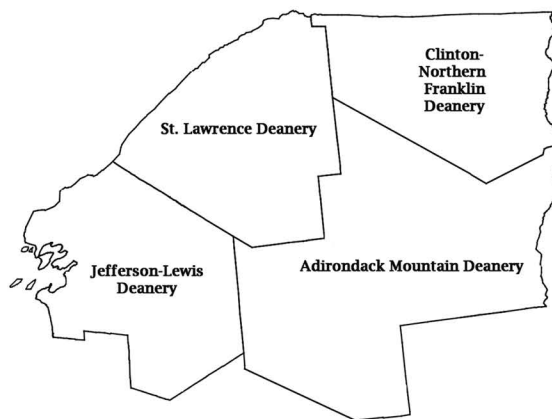 Clinton-
Northern
Franklin
Deanery
St. Lawrence Deanery
Jefferson-Lewis
Deanery
Adirondack Mountain Deanery